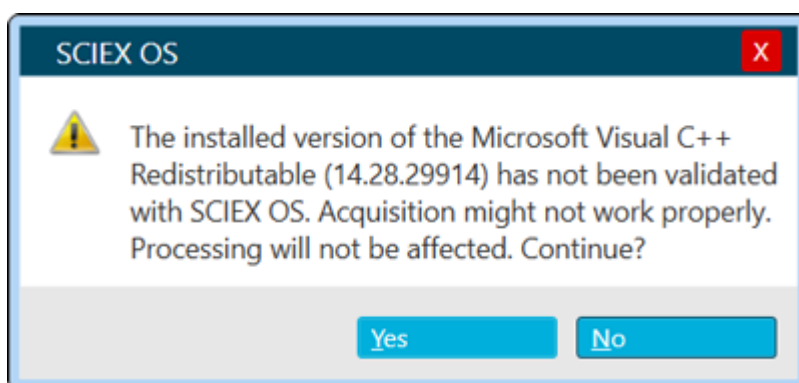 SCIEX OS
X
The installed version of the Microsoft Visual C++
Redistributable (14.28.29914) has not been validated
with SCIEX OS. Acquisition might not work properly.
Processing will not be affected. Continue?
Yes
No